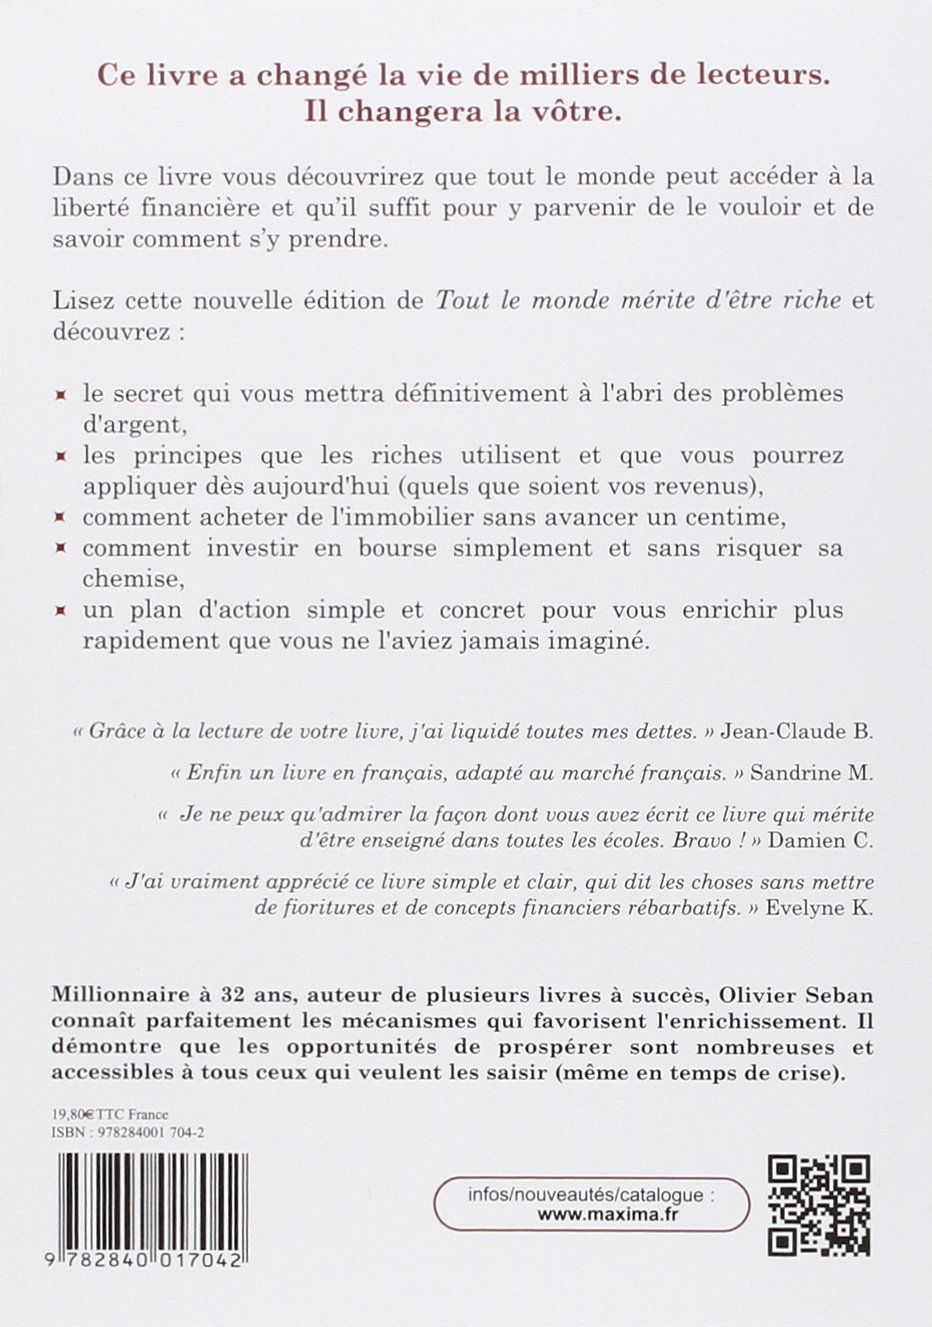 Ce livre a changé la vie de milliers de lecteurs.
Il changera la vôtre.
Dans ce livre vous découvrirez que tout le monde peut accéder à la
liberté financière et qu'il suffit pour y parvenir de le vouloir et de
savoir comment s'y prendre.
Lisez cette nouvelle édition de Tout le monde mérite d'être riche et
découvrez :
le secret qui vous mettra définitivement à l'abri des problèmes
d'argent,
les principes que les riches utilisent et que vous pourrez
appliquer dès aujourd'hui (quels que soient vos revenus),
comment acheter de l'immobilier sans avancer un centime,
comment investir en bourse simplement et sans risquer sa
chemise,
un plan d'action simple et concret pour vous enrichir plus
rapidement que vous ne l'aviez jamais imaginé.
« Grâce à la lecture de votre livre, j'ai liquidé toutes mes dettes. » Jean-Claude B.
« Enfin un livre en français, adapté au marché français. » Sandrine M.
« Je ne peux qu'admirer la façon dont vous avez écrit ce livre qui mérite
d'être enseigné dans toutes les écoles. Bravo ! » Damien C.
« J'ai vraiment apprécié ce livre simple et clair, qui dit les choses sans mettre
de fioritures et de concepts financiers rébarbatifs. » Evelyne K.
Millionnaire à 32 ans, auteur de plusieurs livres à succès, Olivier Seban
connaît parfaitement les mécanismes qui favorisent l'enrichissement. Il
démontre que les opportunités de prospérer sont nombreuses et
accessibles à tous ceux qui veulent les saisir (même en temps de crise).
19,80€ TTC France
ISBN : 978284001 704-2
9 782840 017042
infos/nouveautés/catalogue :
www.maxima.fr